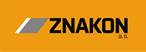 ZNAKON
a. s.